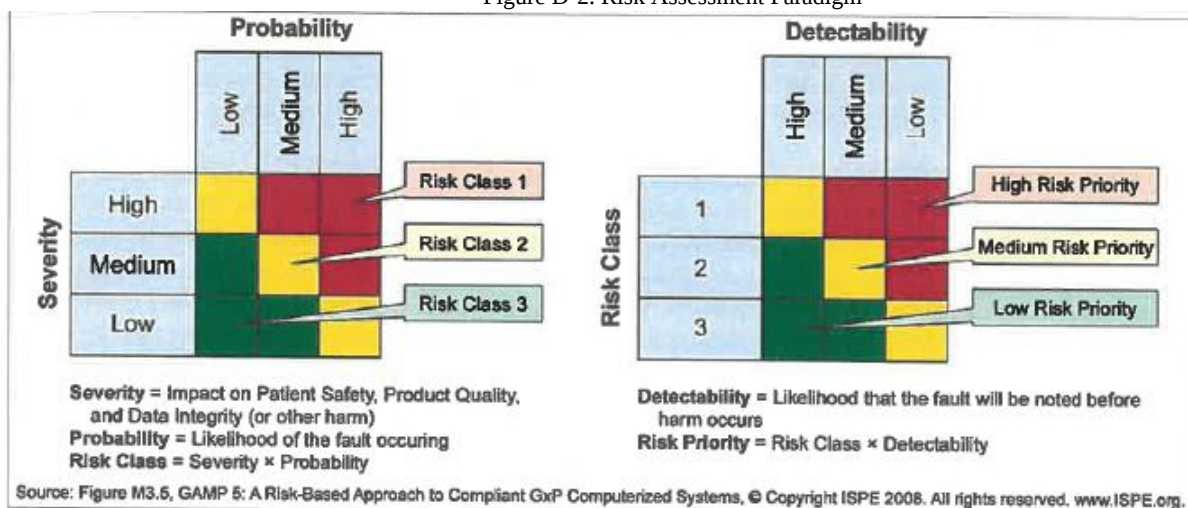 Figure D-2. Risk Assessment Paradigm
Probability
Low
Medium
High
Severity
High
Medium
Low
Risk Class 1
Risk Class 2
Risk Class 3
Severity = Impact on Patient Safety, Product Quality,
and Data Integrity (or other harm)
Probability = Likelihood of the fault occuring
Risk Class = Severity × Probability
Detectability
High
Medium
Low
Risk Class
1
2
3
High Risk Priority
Medium Risk Priority
Low Risk Priority
Detectability = Likelihood that the fault will be noted before
harm occurs
Risk Priority = Risk Class × Detectability
Source: Figure M3.5, GAMP 5: A Risk-Based Approach to Compliant GxP Computerized Systems, © Copyright ISPE 2008. All rights reserved. www.ISPE.org.